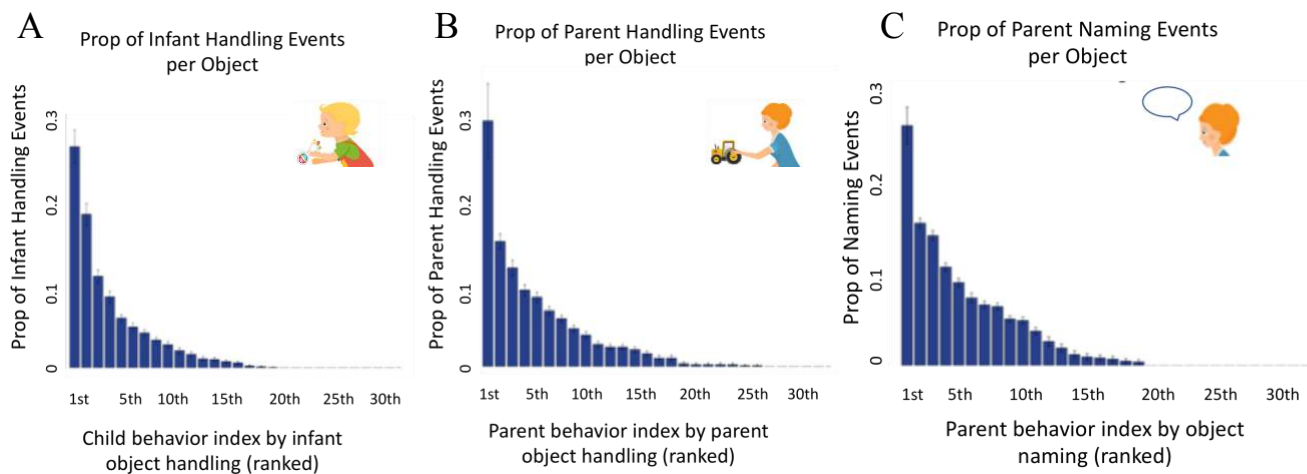 A
Prop of Infant Handling Events
per Object
Prop of Infant Handling Events
0.3
0.2
0.1
0
1st 5th 10th 15th 20th 25th 30th
Child behavior index by infant
object handling (ranked)
B
Prop of Parent Handling Events
per Object
Prop of Parent Handling Events
0.3
0.2
0.1
0
1st 5th 10th 15th 20th 25th 30th
Parent behavior index by parent
object handling (ranked)
C
Prop of Parent Naming Events
per Object
Prop of Naming Events
0.3
0.2
0.1
0
1st 5th 10th 20th 25th 30th
Parent behavior index by object
naming (ranked)